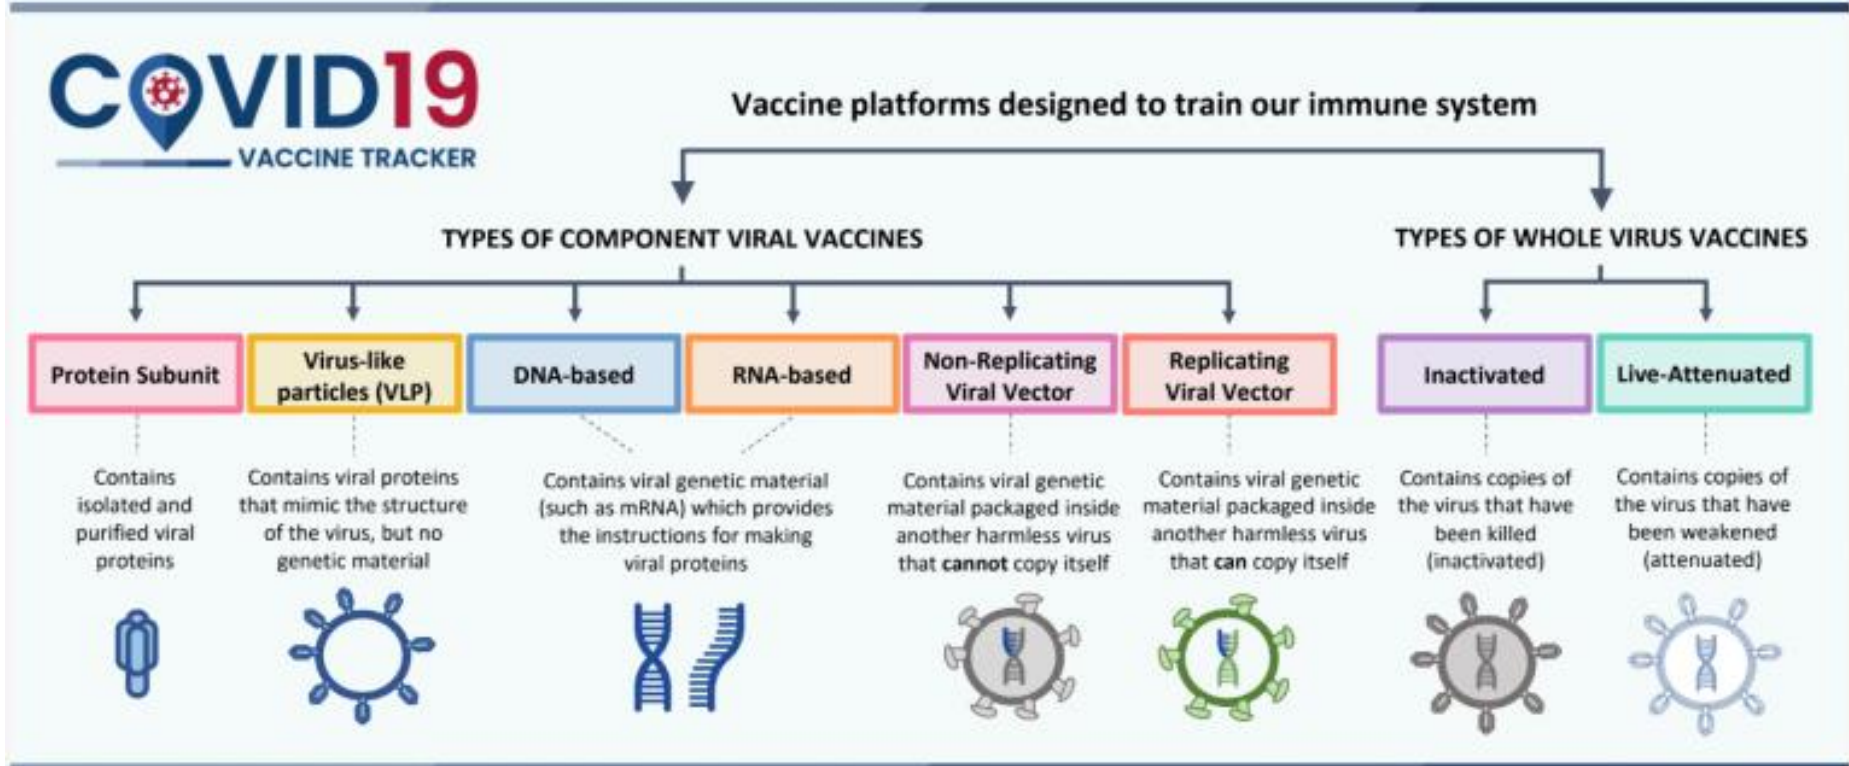 COVID19
VACCINE TRACKER
Vaccine platforms designed to train our immune system
TYPES OF COMPONENT VIRAL VACCINES
TYPES OF WHOLE VIRUS VACCINES
Protein Subunit
Virus-like
particles (VLP)
DNA-based
RNA-based
Non-Replicating
Viral Vector
Replicating
Viral Vector
Inactivated
Live-Attenuated
Contains
isolated and
purified viral
proteins
Contains viral proteins
that mimic the structure
of the virus, but no
genetic material
Contains viral genetic material
(such as mRNA) which provides
the instructions for making
viral proteins
Contains viral genetic
material packaged inside
another harmless virus
that cannot copy itself
Contains viral genetic
material packaged inside
another harmless virus
that can copy itself
Contains copies of
the virus that have
been killed
(inactivated)
Contains copies of
the virus that have
been weakened
(attenuated)